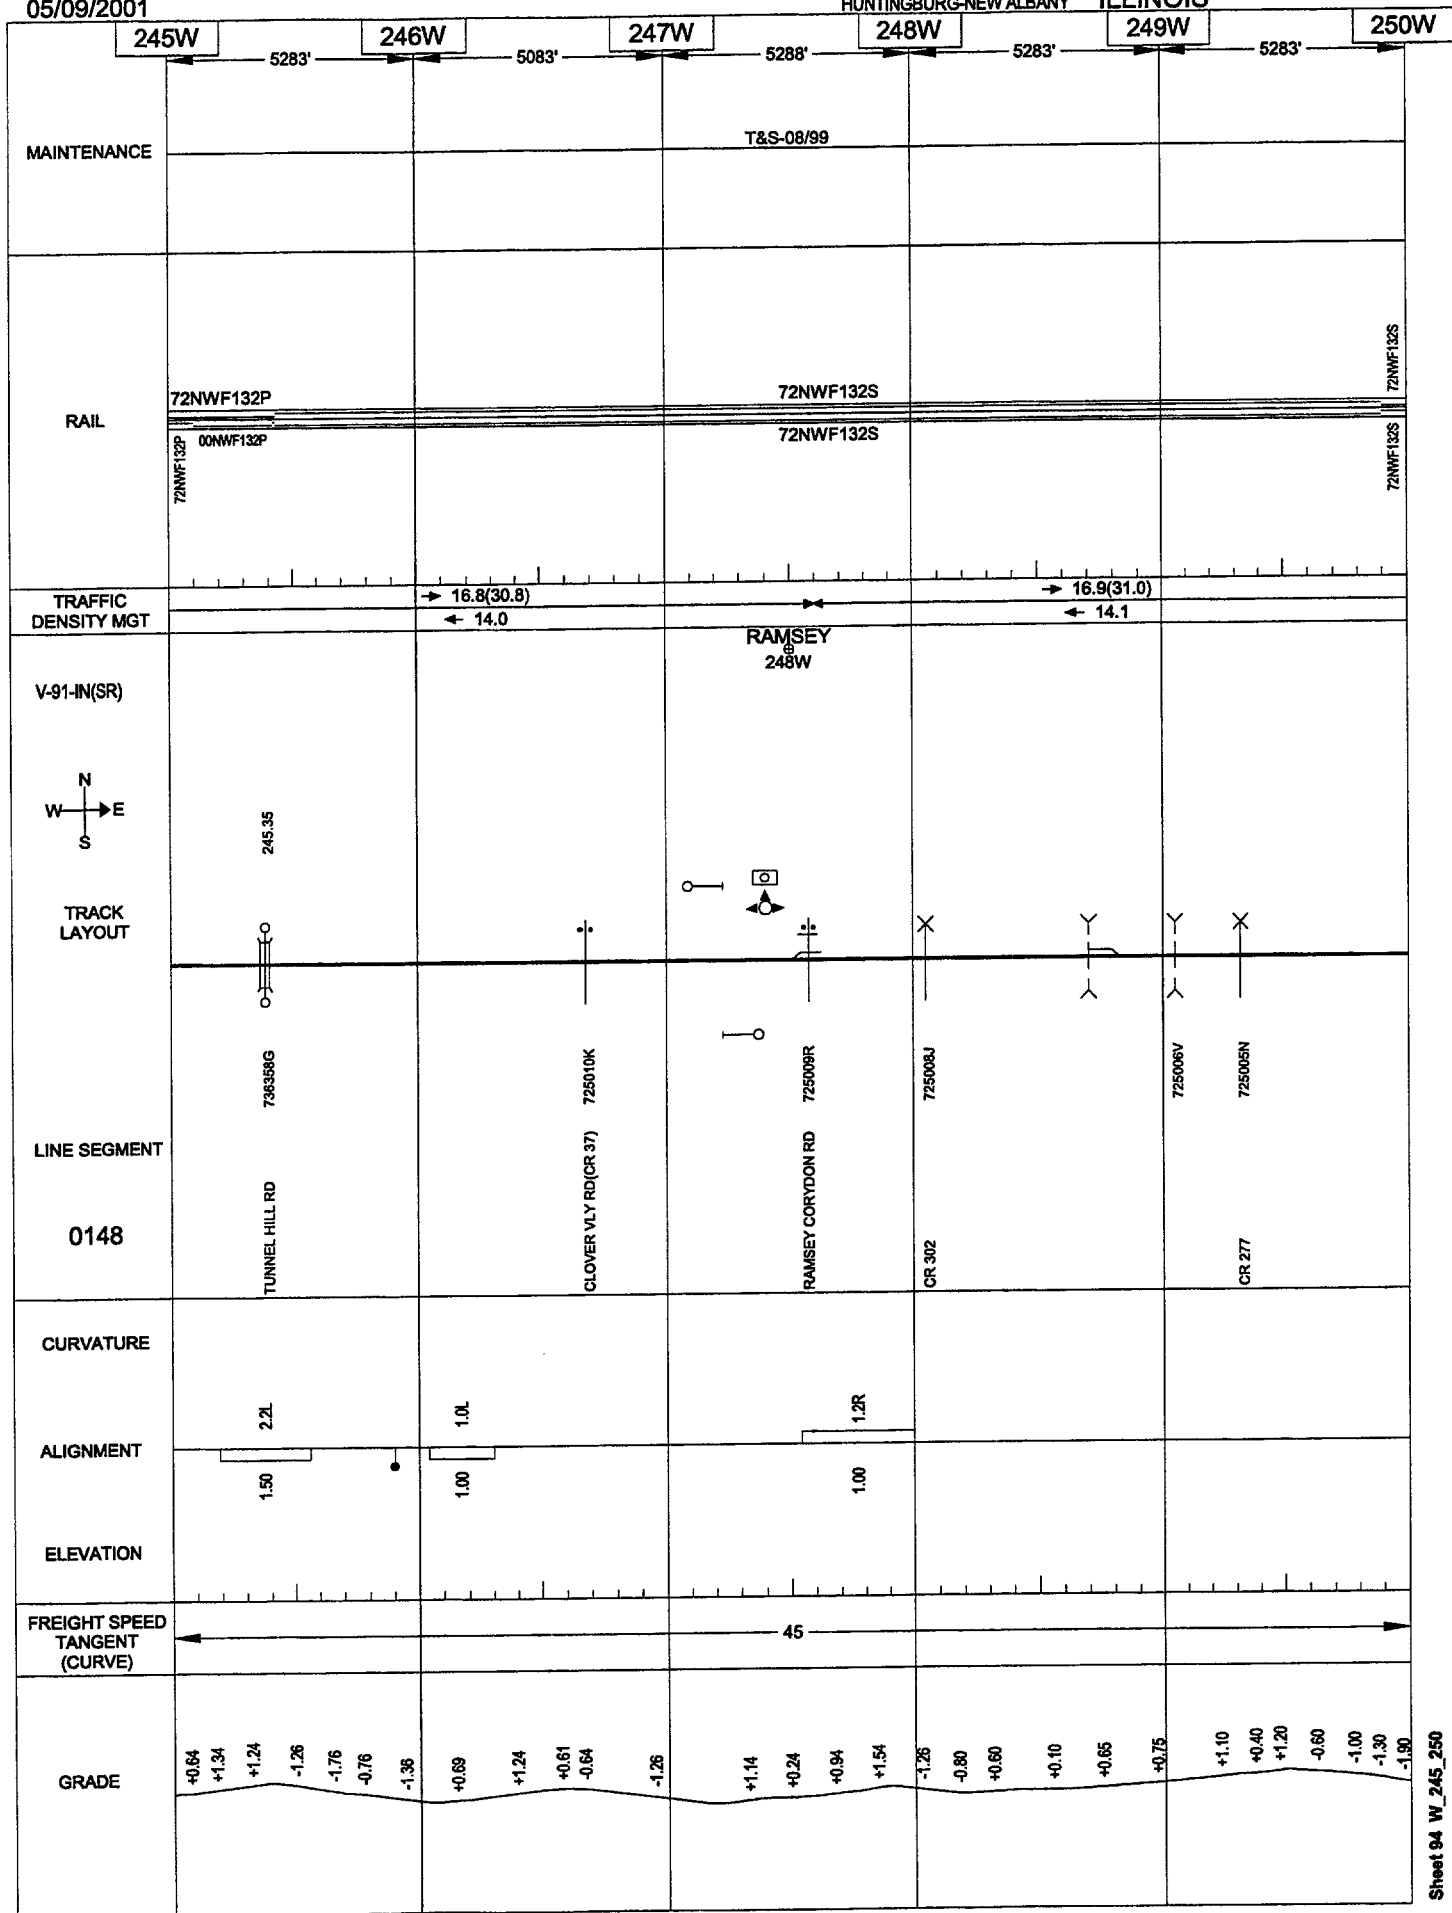 05/09/2001
HUNTINGBURG-NEW ALBANY ILLINOIS
245W 246W 247W 248W 249W 250W
5283' 5083' 5288' 5283' 5283'
MAINTENANCE
T&S-08/99
RAIL
72NWF132P
72NWF132S
72NWF132S
00NWF132P
72NWF132P
72NWF132S
72NWF132S
TRAFFIC
DENSITY MGT
16.8(30.8)
14.0
16.9(31.0)
14.1
RAMSEY
248W
V-91-IN(SR)
N
W E
S
245.35
TRACK
LAYOUT
736358G
725010K
725009R
725008J
725006V
725005N
LINE SEGMENT
0148
TUNNEL HILL RD
CLOVER VLY RD(CR 37)
RAMSEY CORYDON RD
CR 302
CR 277
CURVATURE
2.2L
1.0L
1.2R
ALIGNMENT
1.50
1.00
1.00
ELEVATION
FREIGHT SPEED
TANGENT
(CURVE)
45
GRADE
+0.64
+1.34
+1.24
-1.26
-1.76
-0.76
-1.36
+0.69
+1.24
+0.61
-0.64
-1.26
+1.14
+0.24
+0.94
+1.54
-1.26
-0.80
+0.60
+0.10
+0.65
+0.75
+1.10
+0.40
+1.20
-0.60
-1.00
-1.30
-1.90
Sheet 94 W_245_250